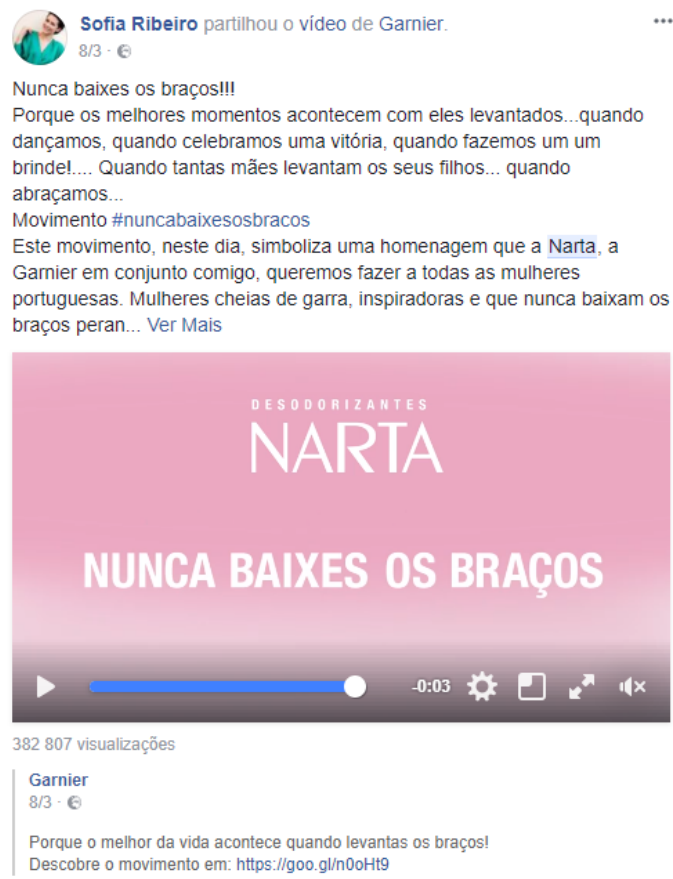 Sofia Ribeiro partilhou o vídeo de Garnier.
8/3 ·
Nunca baixes os braços!!!
Porque os melhores momentos acontecem com eles levantados...quando
dançamos, quando celebramos uma vitória, quando fazemos um um
brinde!.... Quando tantas mães levantam os seus filhos... quando
abraçamos...
Movimento #nuncabaixesosbracos
Este movimento, neste dia, simboliza uma homenagem que a Narta, a
Garnier em conjunto comigo, queremos fazer a todas as mulheres
portuguesas. Mulheres cheias de garra, inspiradoras e que nunca baixam os
braços peran... Ver Mais
DESODORIZANTES
NARTA
NUNCA BAIXES OS BRAÇOS
-0:03
382 807 visualizações
Garnier
8/3 ·
Porque o melhor da vida acontece quando levantas os braços!
Descobre o movimento em: https://goo.gl/n0oHt9